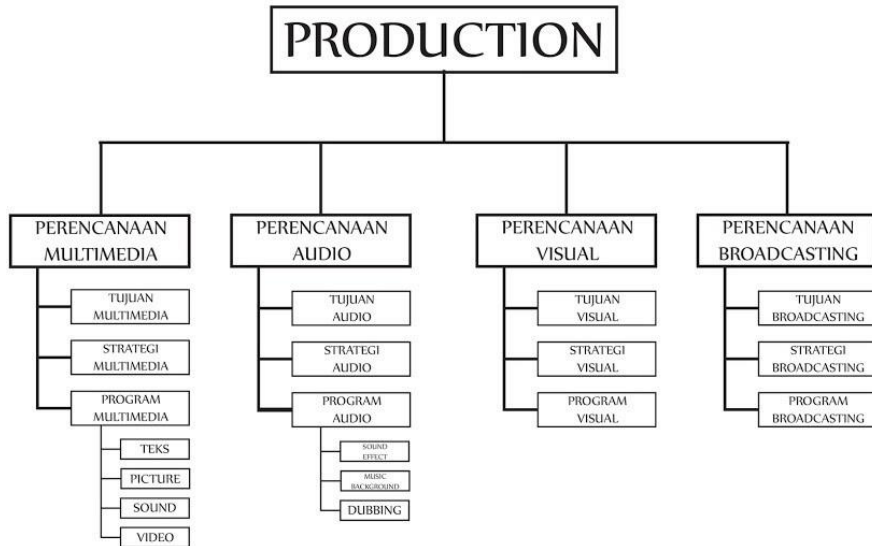 PRODUCTION
PERENCANAAN
MULTIMEDIA
TUJUAN
MULTIMEDIA
STRATEGI
MULTIMEDIA
PROGRAM
MULTIMEDIA
TEKS
PICTURE
SOUND
VIDEO
PERENCANAAN
AUDIO
TUJUAN
AUDIO
STRATEGI
AUDIO
PROGRAM
AUDIO
SOUND
EFFECT
MUSIC
BACKGROUND
DUBBING
PERENCANAAN
VISUAL
TUJUAN
VISUAL
STRATEGI
VISUAL
PROGRAM
VISUAL
PERENCANAAN
BROADCASTING
TUJUAN
BROADCASTING
STRATEGI
BROADCASTING
PROGRAM
BROADCASTING